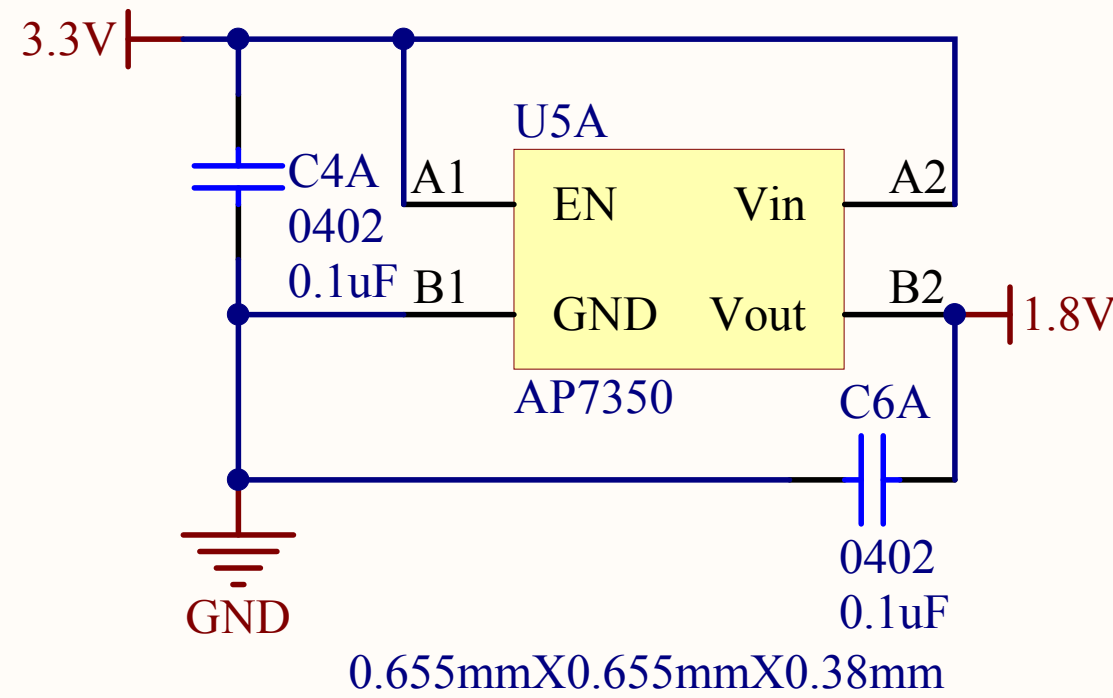 3.3V
U5A
C4A
0402
0.1uF
A1
EN
Vin
A2
B1
GND
Vout
B2
1.8V
AP7350
C6A
0402
0.1uF
GND
0.655mmX0.655mmX0.38mm